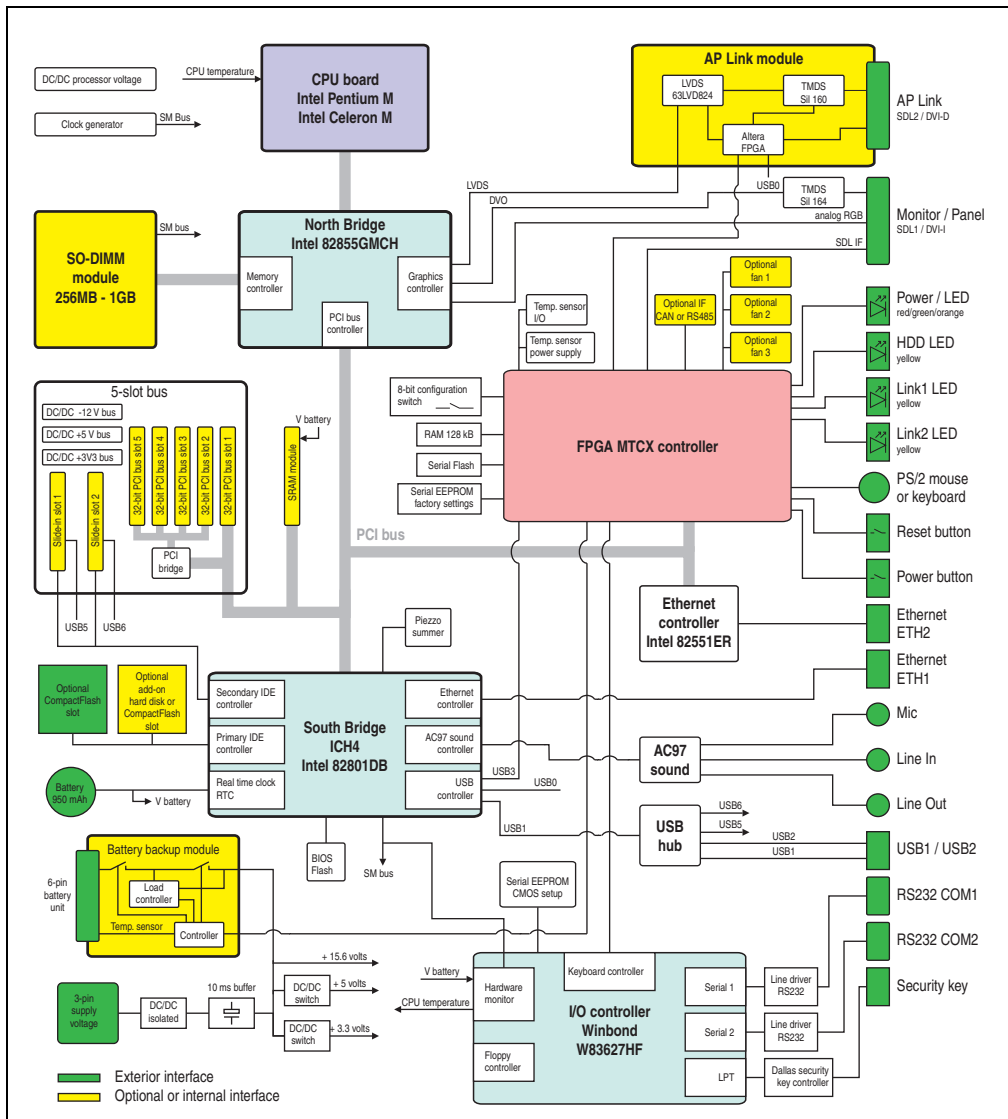 DC/DC processor voltage
Clock generator
CPU temperature
SM Bus
CPU board
Intel Pentium M
Intel Celeron M
AP Link module
LVDS
63LVD824
TMDS
Sil 160
Altera
FPGA
AP Link
SDL2 / DVI-D
LVDS
DVO
USB0
TMDS
Sil 164
analog RGB
SDL IF
Monitor / Panel
SDL1 / DVI-I
SO-DIMM
module
256MB - 1GB
SM bus
North Bridge
Intel 82855GMCH
Memory
controller
Graphics
controller
PCI bus
controller
Temp. sensor
I/O
Temp. sensor
power supply
Optional IF
CAN or RS485
Optional
fan 1
Optional
fan 2
Optional
fan 3
Power / LED
red/green/orange
HDD LED
yellow
Link1 LED
yellow
Link2 LED
yellow
PS/2 mouse
or keyboard
Reset button
Power button
5-slot bus
DC/DC -12 V bus
DC/DC +5 V bus
DC/DC +3V3 bus
Slide-in slot 1
Slide-in slot 2
32-bit PCI bus slot 5
32-bit PCI bus slot 4
32-bit PCI bus slot 3
32-bit PCI bus slot 2
32-bit PCI bus slot 1
PCI
bridge
USB5
USB6
V battery
SRAM module
8-bit configuration
switch
RAM 128 kB
Serial Flash
Serial EEPROM
factory settings
FPGA MTCX controller
PCI bus
Ethernet
controller
Intel 82551ER
Ethernet
ETH2
Ethernet
ETH1
Piezzo
summer
Optional
CompactFlash
slot
Optional
add-on
hard disk or
CompactFlash
slot
Secondary IDE
controller
Primary IDE
controller
Real time clock
RTC
South Bridge
ICH4
Intel 82801DB
Ethernet
controller
AC97 sound
controller
USB
controller
USB3
USB0
USB1
AC97
sound
Mic
Line In
Line Out
USB
hub
USB6
USB5
USB2
USB1
USB1 / USB2
Battery
950 mAh
V battery
BIOS
Flash
SM bus
Battery backup module
6-pin
battery
unit
Load
controller
Temp. sensor
Controller
Serial EEPROM
CMOS setup
RS232 COM1
RS232 COM2
Security key
3-pin
supply
voltage
DC/DC
isolated
10 ms buffer
+ 15.6 volts
DC/DC
switch
+ 5 volts
DC/DC
switch
+ 3.3 volts
V battery
CPU temperature
Hardware
monitor
Keyboard controller
Floppy
controller
I/O controller
Winbond
W83627HF
Serial 1
Serial 2
LPT
Line driver
RS232
Line driver
RS232
Dallas security
key controller
Exterior interface
Optional or internal interface